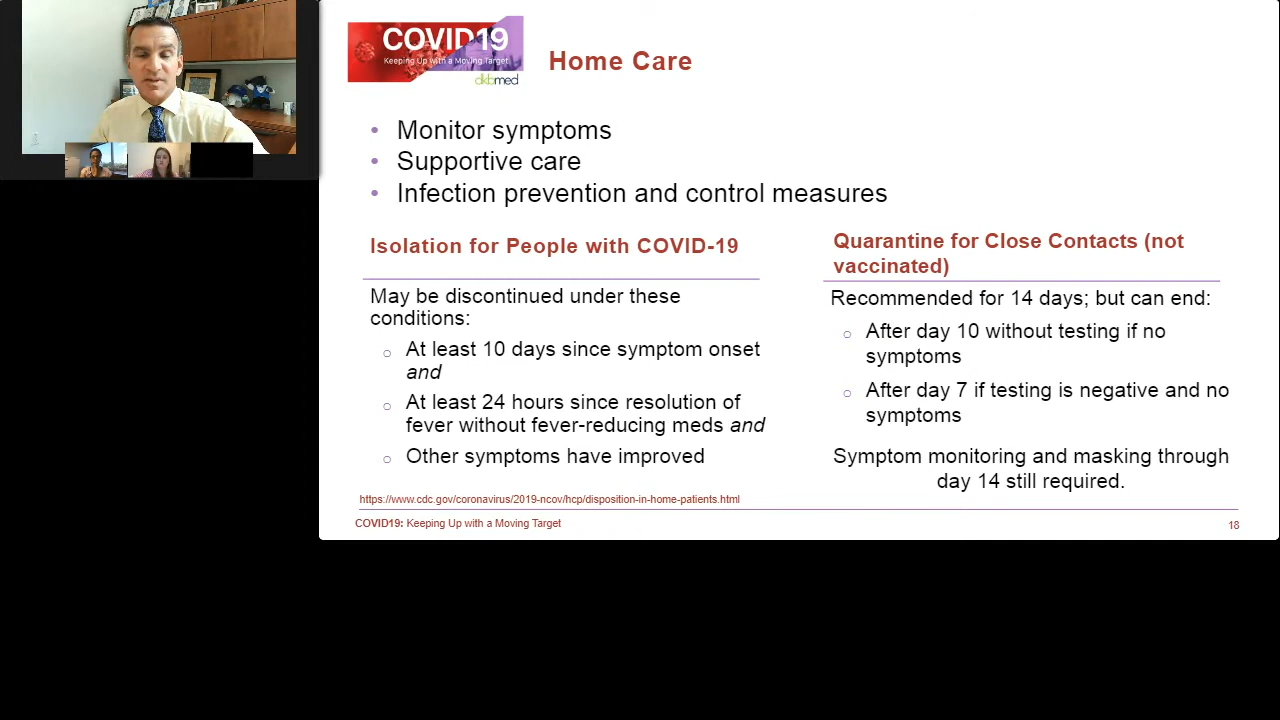 COVID19
Keeping Up with a Moving Target
dkbmed
Home Care
• Monitor symptoms
• Supportive care
• Infection prevention and control measures
Isolation for People with COVID-19
May be discontinued under these
conditions:
○ At least 10 days since symptom onset
and
○ At least 24 hours since resolution of
fever without fever-reducing meds and
○ Other symptoms have improved
https://www.cdc.gov/coronavirus/2019-ncov/hcp/disposition-in-home-patients.html
Quarantine for Close Contacts (not
vaccinated)
Recommended for 14 days; but can end:
○ After day 10 without testing if no
symptoms
○ After day 7 if testing is negative and no
symptoms
Symptom monitoring and masking through
day 14 still required.
COVID19: Keeping Up with a Moving Target
18